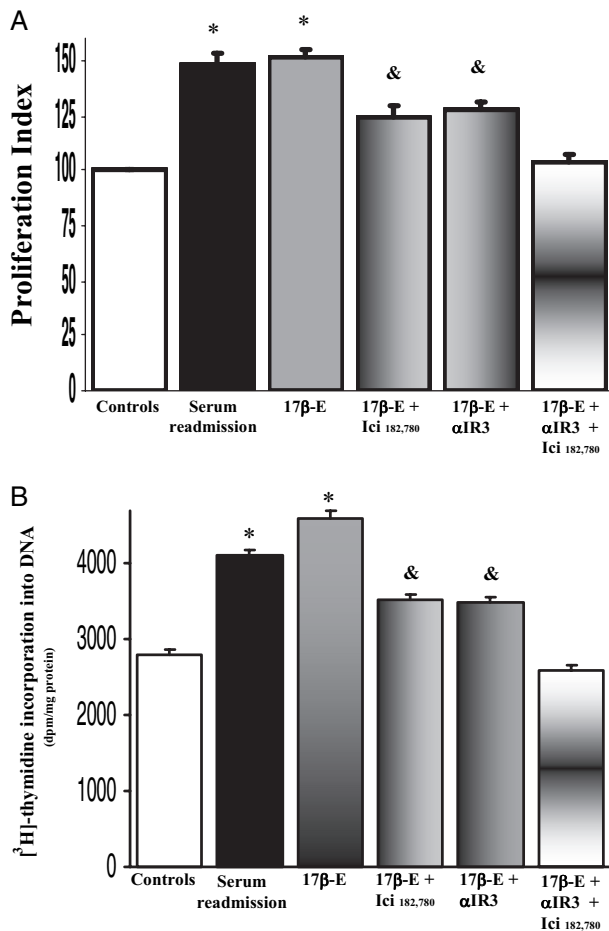 A
Proliferation Index
150
125
100
75
50
25
0
* * & &
Controls Serum readmission 17β-E 17β-E + Ici 182,780 17β-E + αIR3 17β-E + αIR3 + Ici 182,780
B
[³H]-thymidine incorporation into DNA
(dpm/mg protein)
4000
3000
2000
1000
0
* * & &
Controls Serum readmission 17β-E 17β-E + Ici 182,780 17β-E + αIR3 17β-E + αIR3 + Ici 182,780